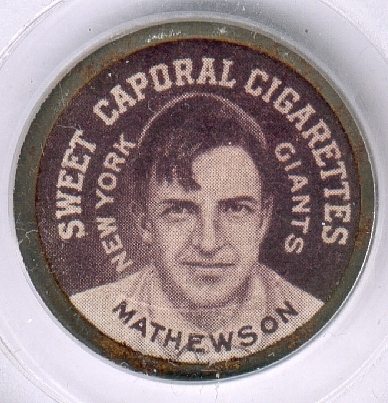 SWEET CAPORAL CIGARETTES
NEW YORK GIANTS
MATHEWSON